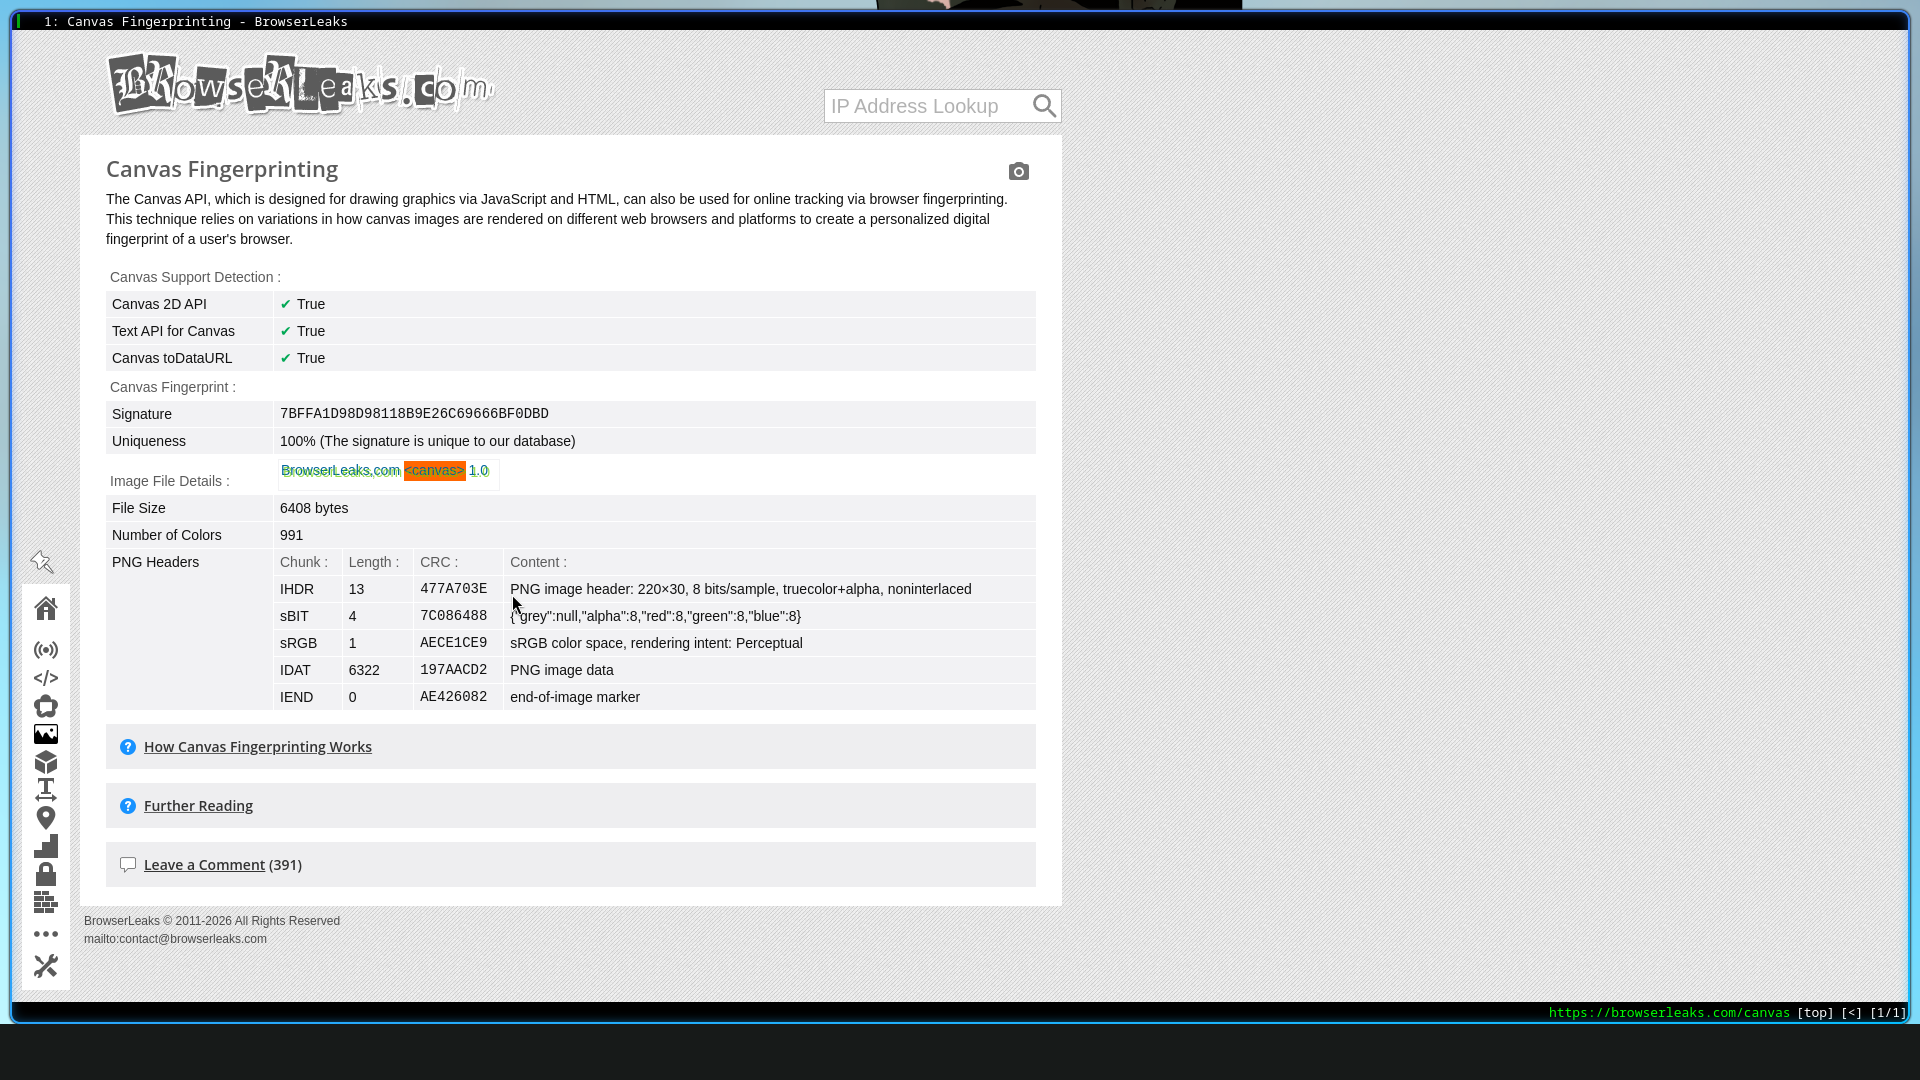 1: Canvas Fingerprinting - BrowserLeaks
BrowserLeaks.com
IP Address Lookup
Canvas Fingerprinting
The Canvas API, which is designed for drawing graphics via JavaScript and HTML, can also be used for online tracking via browser fingerprinting.
This technique relies on variations in how canvas images are rendered on different web browsers and platforms to create a personalized digital
fingerprint of a user's browser.
Canvas Support Detection :
Canvas 2D API ✔ True
Text API for Canvas ✔ True
Canvas toDataURL ✔ True
Canvas Fingerprint :
Signature 7BFFA1D98D98118B9E26C69666BF0DBD
Uniqueness 100% (The signature is unique to our database)
Image File Details : BrowserLeaks,com <canvas> 1.0
File Size 6408 bytes
Number of Colors 991
PNG Headers Chunk : Length : CRC : Content :
IHDR 13 477A703E PNG image header: 220×30, 8 bits/sample, truecolor+alpha, noninterlaced
sBIT 4 7C086488 {"grey":null,"alpha":8,"red":8,"green":8,"blue":8}
sRGB 1 AECE1CE9 sRGB color space, rendering intent: Perceptual
IDAT 6322 197AACD2 PNG image data
IEND 0 AE426082 end-of-image marker
How Canvas Fingerprinting Works
Further Reading
Leave a Comment (391)
BrowserLeaks © 2011-2026 All Rights Reserved
mailto:contact@browserleaks.com
https://browserleaks.com/canvas [top] [<] [1/1]